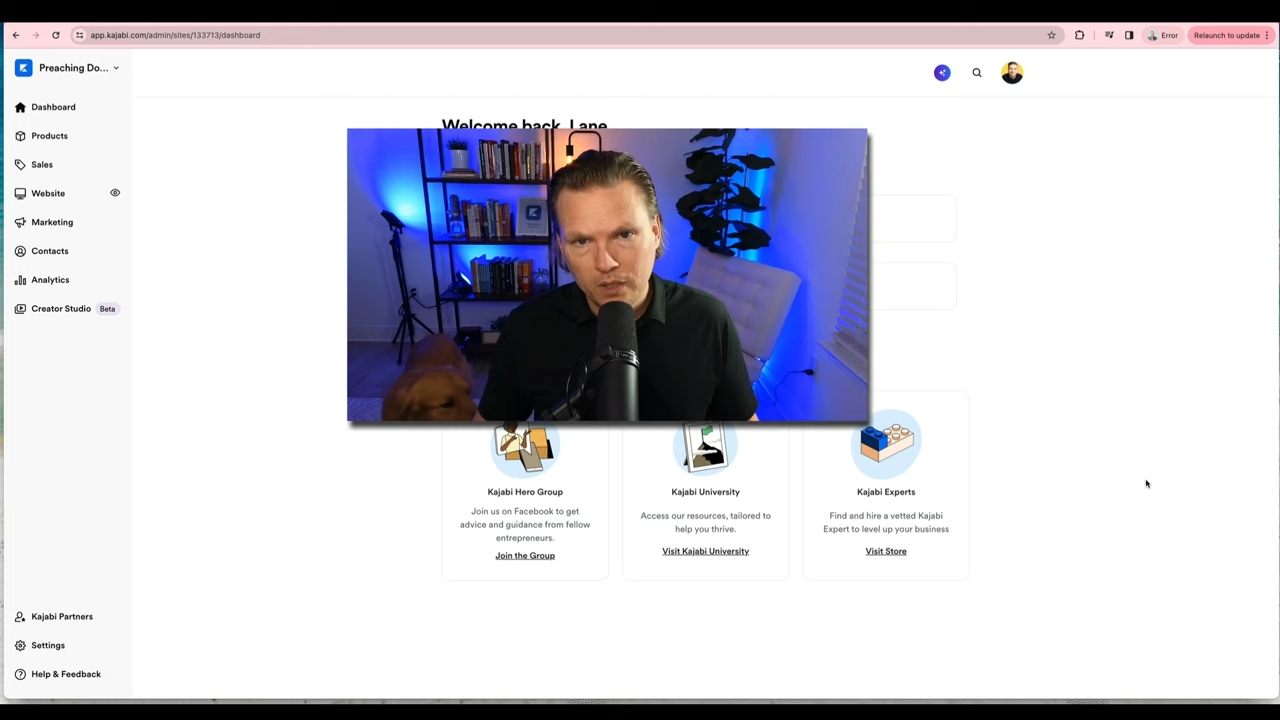 app.kajabi.com/admin/sites/133713/dashboard
Error
Relaunch to update
Preaching Do...
Dashboard
Products
Sales
Website
Marketing
Contacts
Analytics
Creator Studio Beta
Kajabi Partners
Settings
Help & Feedback
Welcome back, Lane
Kajabi Hero Group
Join us on Facebook to get
advice and guidance from fellow
entrepreneurs.
Join the Group
Kajabi University
Access our resources, tailored to
help you thrive.
Visit Kajabi University
Kajabi Experts
Find and hire a vetted Kajabi
Expert to level up your business
Visit Store